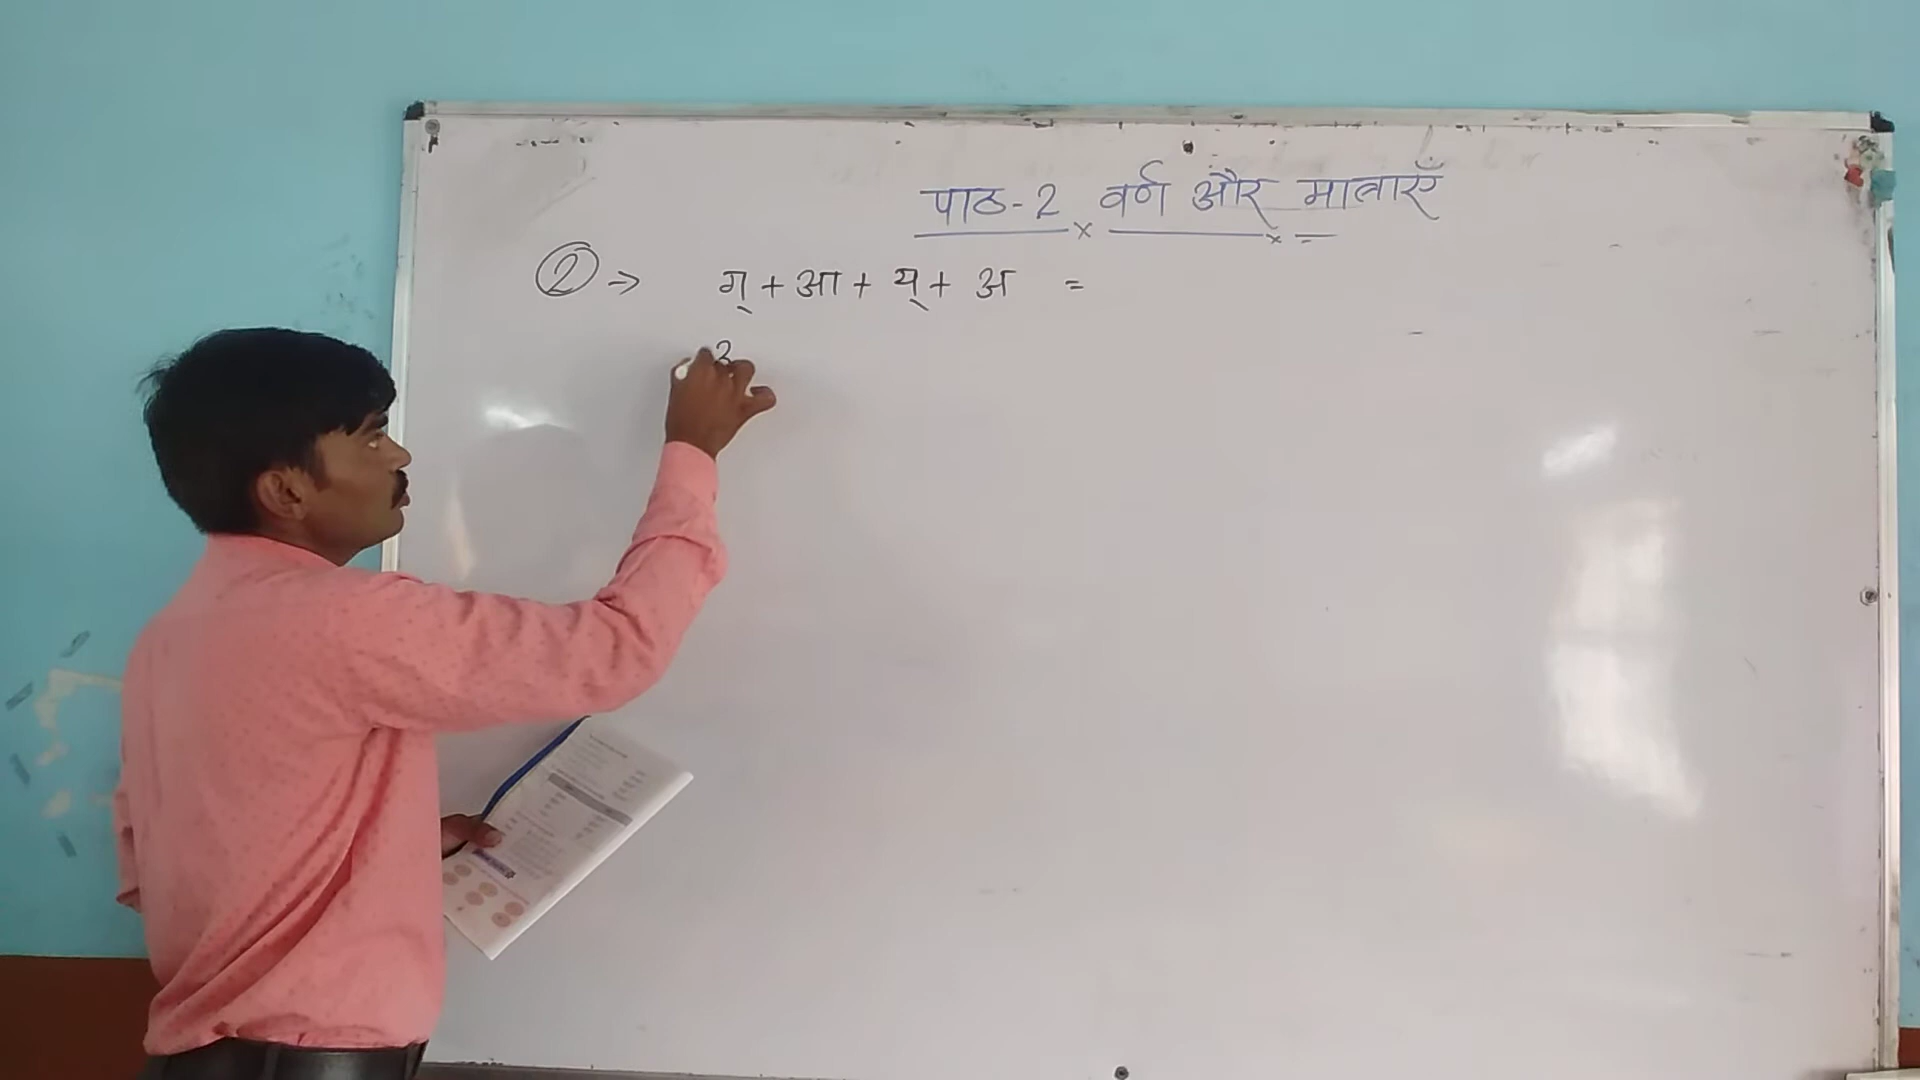 पाठ-2 वर्ण और मात्राएँ
② → ग् + आ + य् + अ =